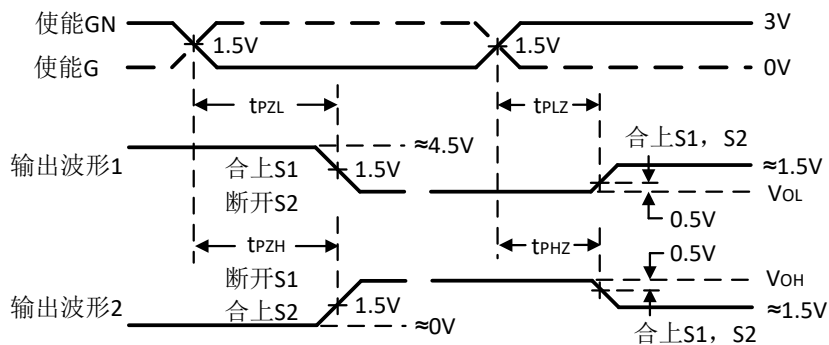 使能GN
1.5V
1.5V
3V
使能G
0V
tPZL
tPLZ
≈4.5V
合上S1，S2
输出波形1
合上S1
1.5V
≈1.5V
断开S2
VOL
0.5V
tPZH
tPHZ
0.5V
断开S1
VOH
输出波形2
合上S2
1.5V
≈1.5V
≈0V
合上S1，S2